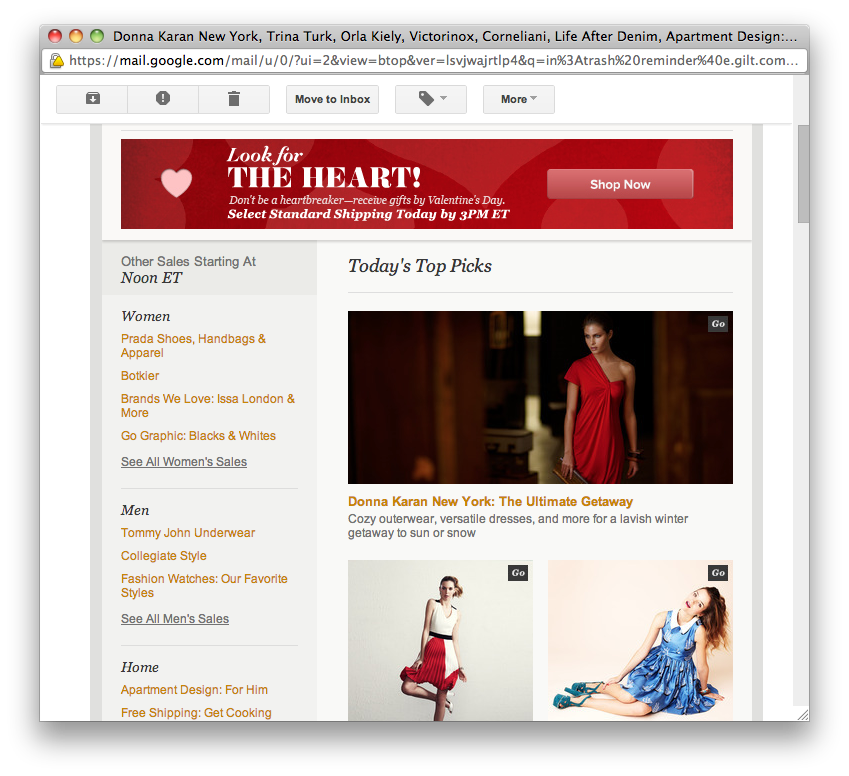 Donna Karan New York, Trina Turk, Orla Kiely, Victorinox, Corneliani, Life After Denim, Apartment Design:...
https://mail.google.com/mail/u/0/?ui=2&view=btop&ver=lsvjwajrtlp4&q=in%3Atrash%20reminder%40e.gilt.com...
Move to Inbox
More
Look for
THE HEART!
Don't be a heartbreaker—receive gifts by Valentine's Day.
Select Standard Shipping Today by 3PM ET
Shop Now
Other Sales Starting At
Noon ET
Women
Prada Shoes, Handbags &
Apparel
Botkier
Brands We Love: Issa London &
More
Go Graphic: Blacks & Whites
See All Women's Sales
Men
Tommy John Underwear
Collegiate Style
Fashion Watches: Our Favorite
Styles
See All Men's Sales
Home
Apartment Design: For Him
Free Shipping: Get Cooking
Today's Top Picks
Go
Donna Karan New York: The Ultimate Getaway
Cozy outerwear, versatile dresses, and more for a lavish winter
getaway to sun or snow
Go
Go